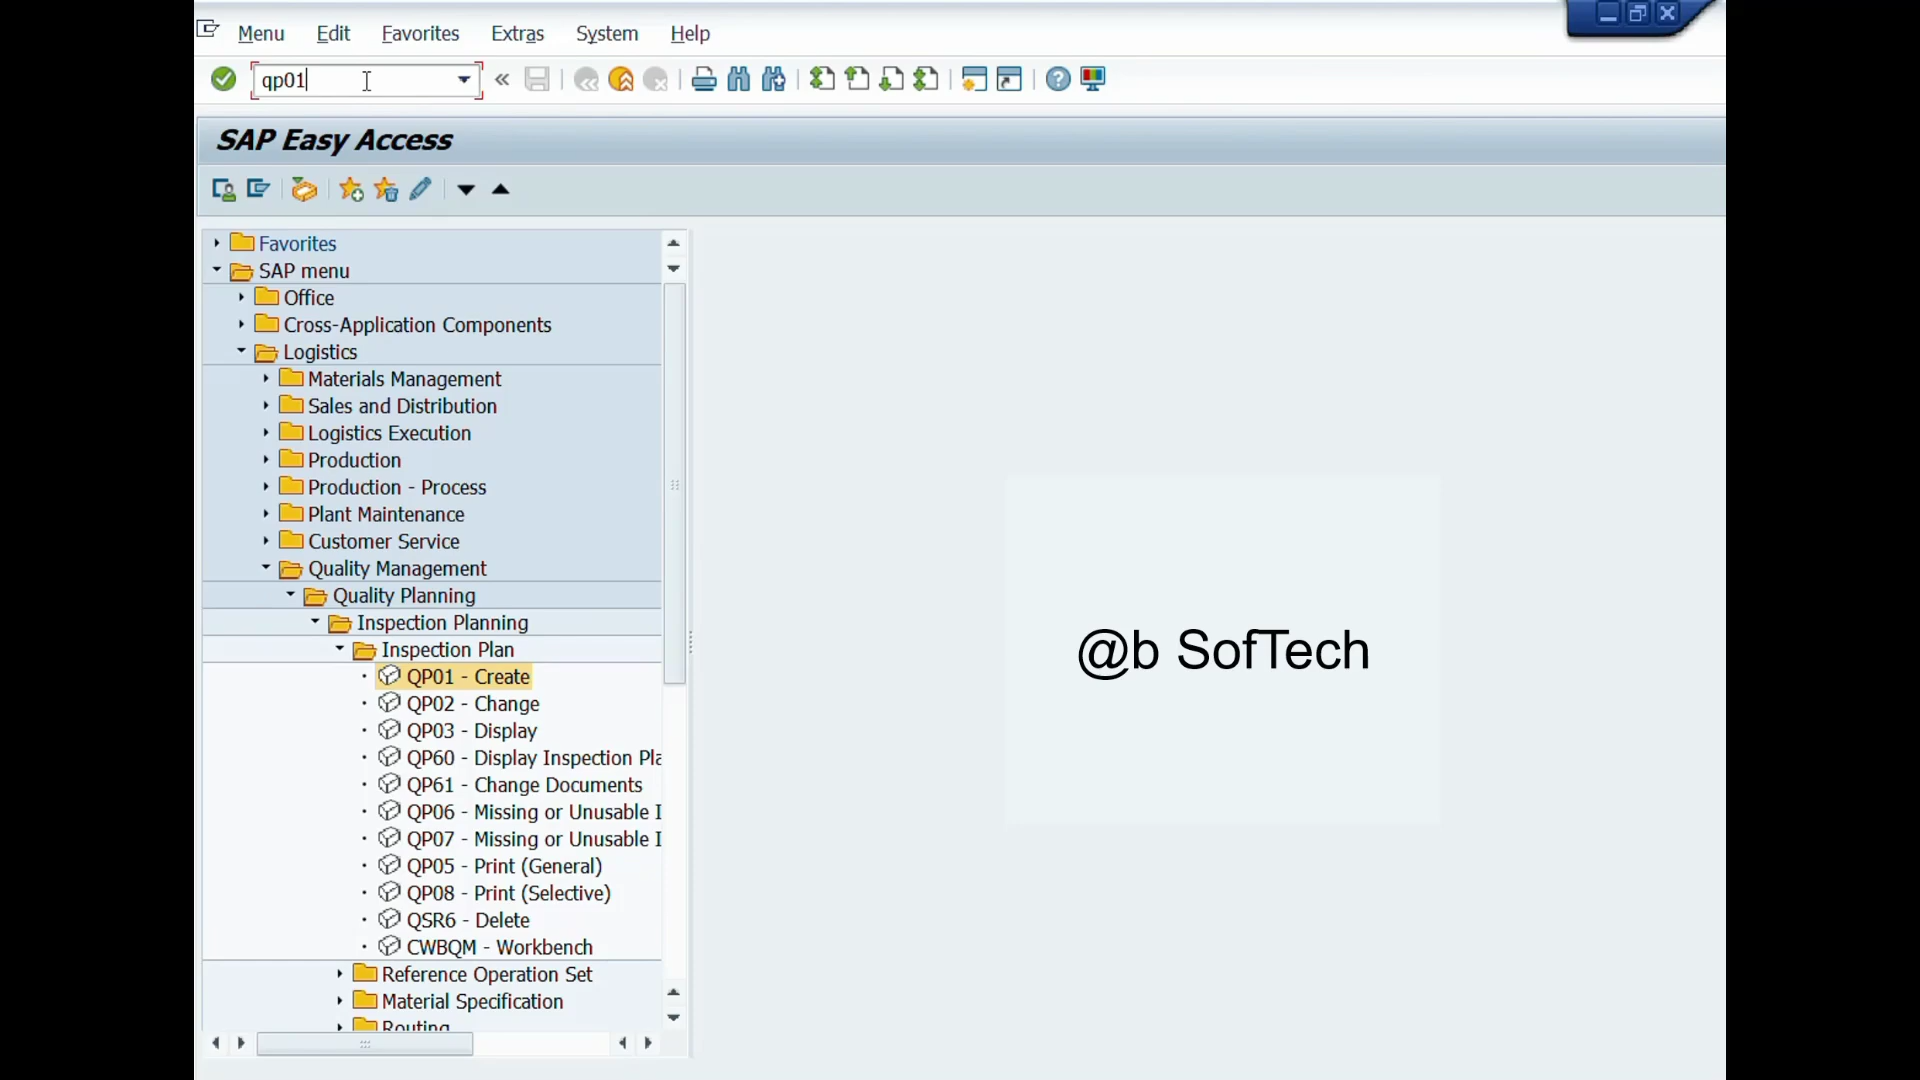 Menu Edit Favorites Extras System Help
qp01
SAP Easy Access
Favorites
SAP menu
Office
Cross-Application Components
Logistics
Materials Management
Sales and Distribution
Logistics Execution
Production
Production - Process
Plant Maintenance
Customer Service
Quality Management
Quality Planning
Inspection Planning
Inspection Plan
QP01 - Create
QP02 - Change
QP03 - Display
QP60 - Display Inspection Pla
QP61 - Change Documents
QP06 - Missing or Unusable I
QP07 - Missing or Unusable I
QP05 - Print (General)
QP08 - Print (Selective)
QSR6 - Delete
CWBQM - Workbench
Reference Operation Set
Material Specification
Routing
@b SofTech